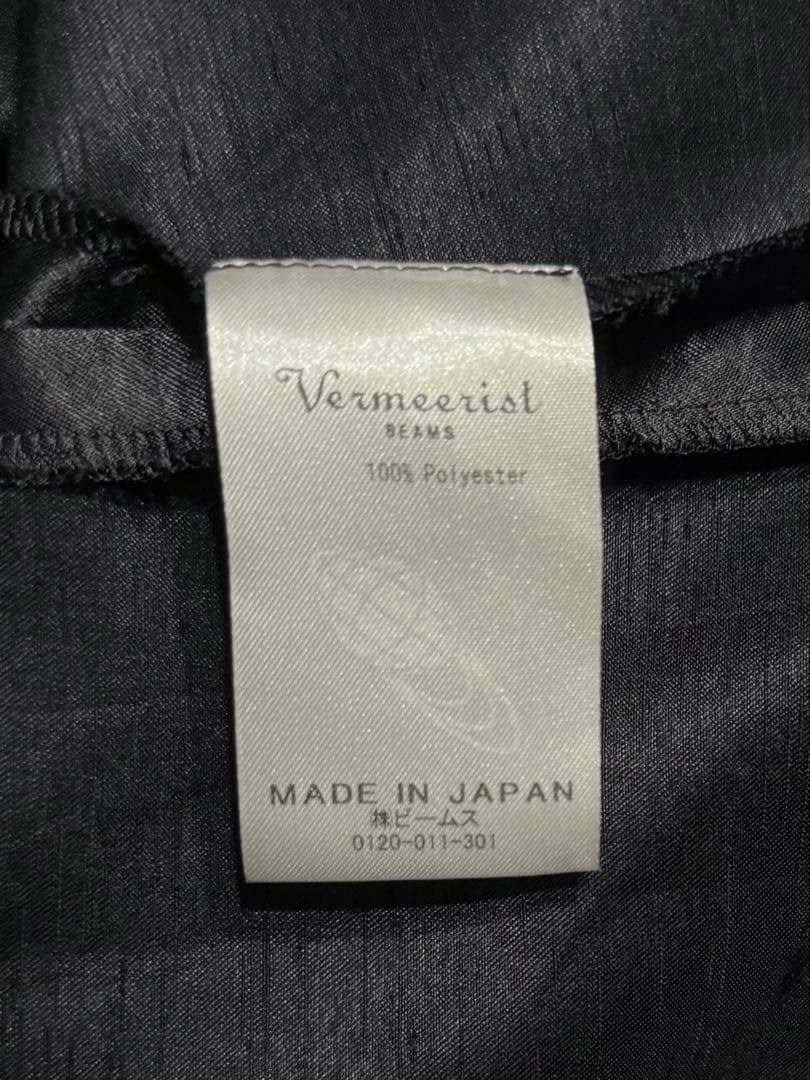 Vermeerist
BEAMS
100% Polyester
MADE IN JAPAN
㈱ビームス
0120-011-301